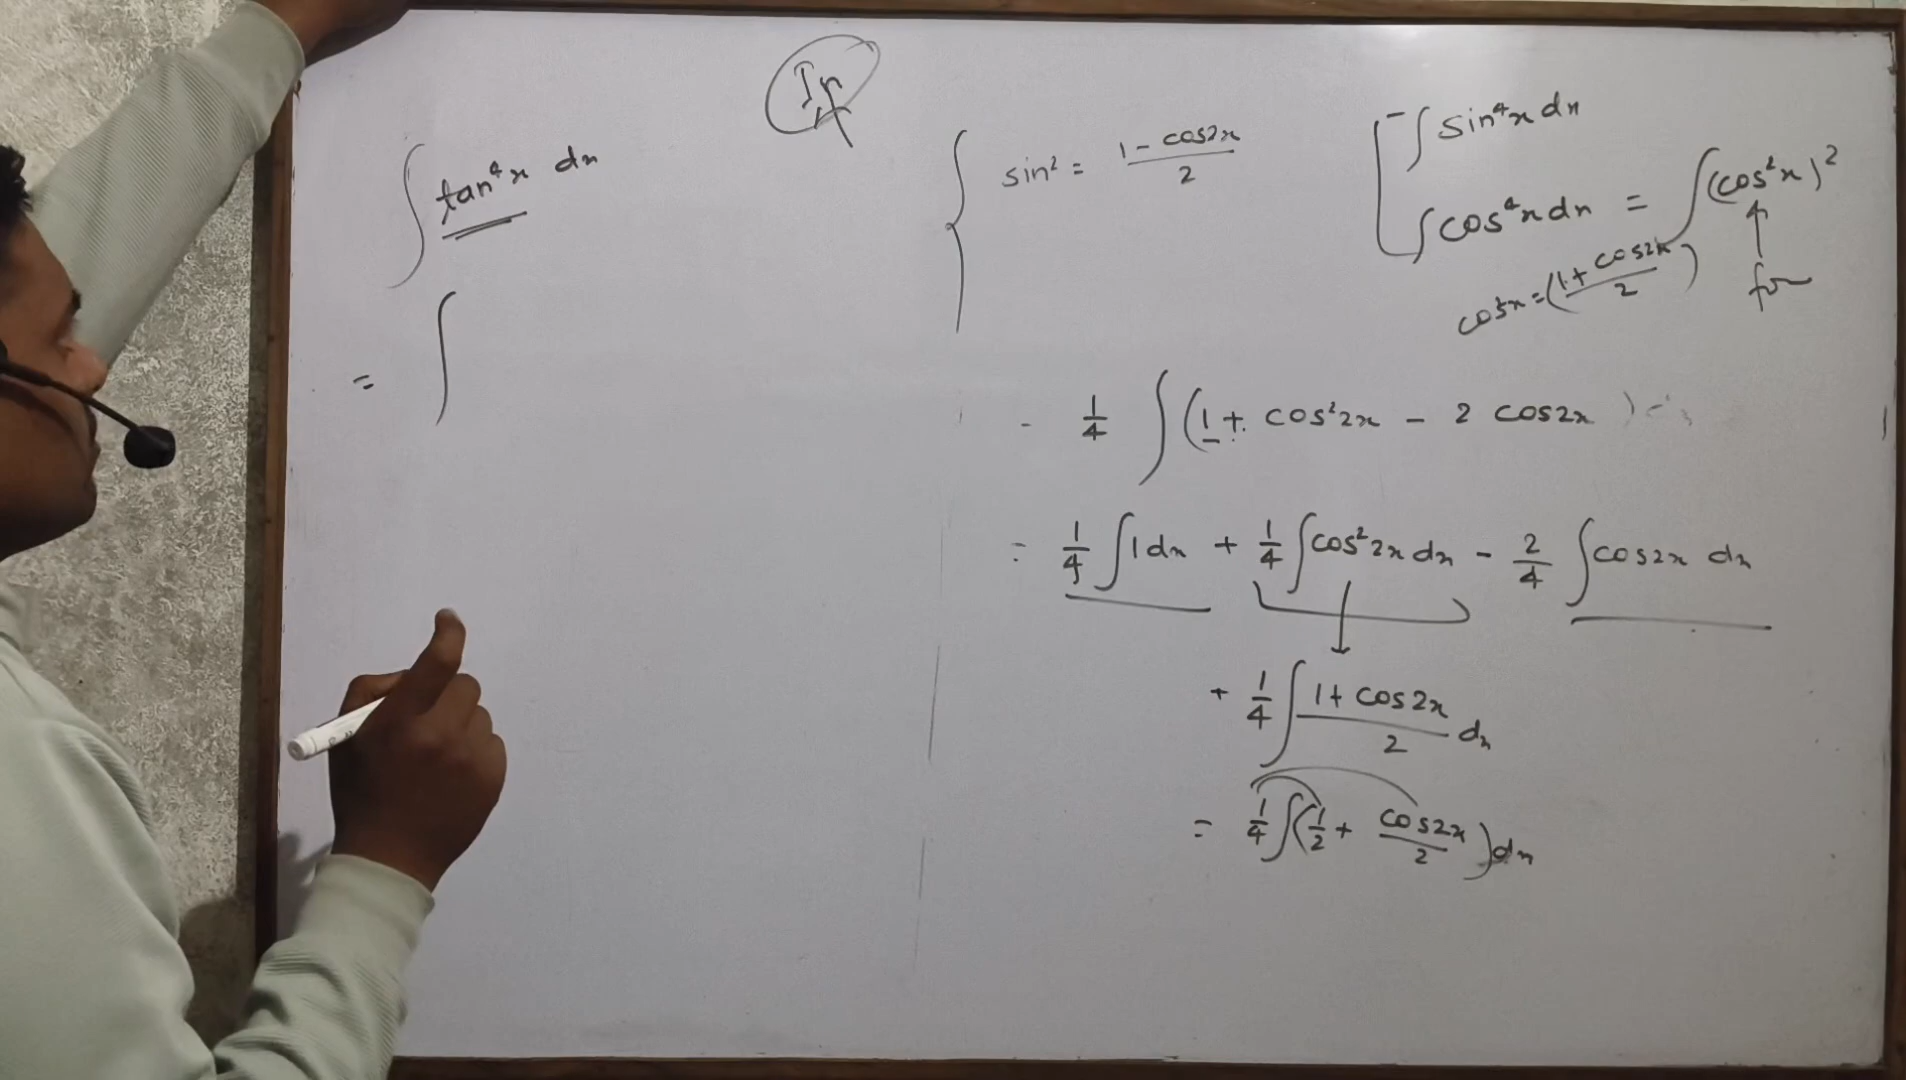 ∫ tan⁴x dx
= ∫
Iₚ
sin² = (1 - cos2x)/2
∫ sin⁴x dx
∫ cos⁴x dx = ∫(cos²x)²
cos²x = ((1 + cos2x)/2)
for
- 1/4 ∫ (1 + cos²2x - 2 cos2x)
= 1/4 ∫ 1 dx + 1/4 ∫ cos²2x dx - 2/4 ∫ cos2x dx
+ 1/4 ∫ (1 + cos2x)/2 dx
= 1/4 ∫ (1/2 + cos2x/2) dx